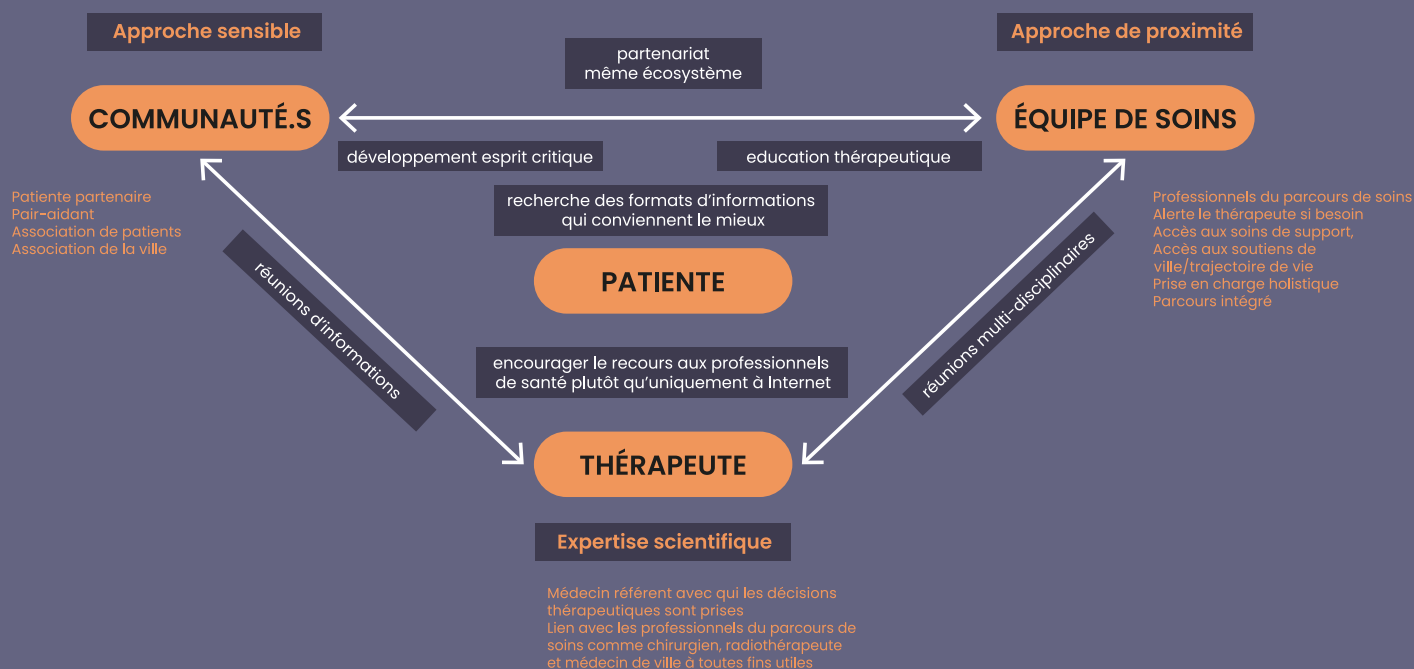 Approche sensible
Approche de proximité
partenariat
même écosystème
COMMUNAUTÉ.S
ÉQUIPE DE SOINS
développement esprit critique
education thérapeutique
Patiente partenaire
Pair-aidant
Association de patients
Association de la ville
recherche des formats d'informations
qui conviennent le mieux
Professionnels du parcours de soins
Alerte le thérapeute si besoin
Accès aux soins de support,
Accès aux soutiens de
ville/trajectoire de vie
Prise en charge holistique
Parcours intégré
PATIENTE
réunions d'informations
réunions multi-disciplinaires
encourager le recours aux professionnels
de santé plutôt qu'uniquement à Internet
THÉRAPEUTE
Expertise scientifique
Médecin référent avec qui les décisions
thérapeutiques sont prises
Lien avec les professionnels du parcours de
soins comme chirurgien, radiothérapeute
et médecin de ville à toutes fins utiles